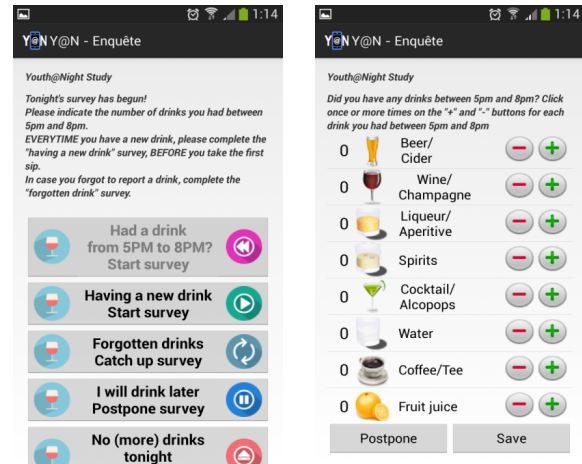 1:14
Y@N Y@N - Enquête
Youth@Night Study
Tonight's survey has begun!
Please indicate the number of drinks you had between
5pm and 8pm.
EVERYTIME you have a new drink, please complete the
"having a new drink" survey, BEFORE you take the first
sip.
In case you forgot to report a drink, complete the
"forgotten drink" survey.
Had a drink
from 5PM to 8PM?
Start survey
Having a new drink
Start survey
Forgotten drinks
Catch up survey
I will drink later
Postpone survey
No (more) drinks
tonight
1:14
Y@N Y@N - Enquête
Youth@Night Study
Did you have any drinks between 5pm and 8pm? Click
once or more times on the "+" and "-" buttons for each
drink you had between 5pm and 8pm
0 Beer/
Cider
0 Wine/
Champagne
0 Liqueur/
Aperitive
0 Spirits
0 Cocktail/
Alcopops
0 Water
0 Coffee/Tee
0 Fruit juice
Postpone Save